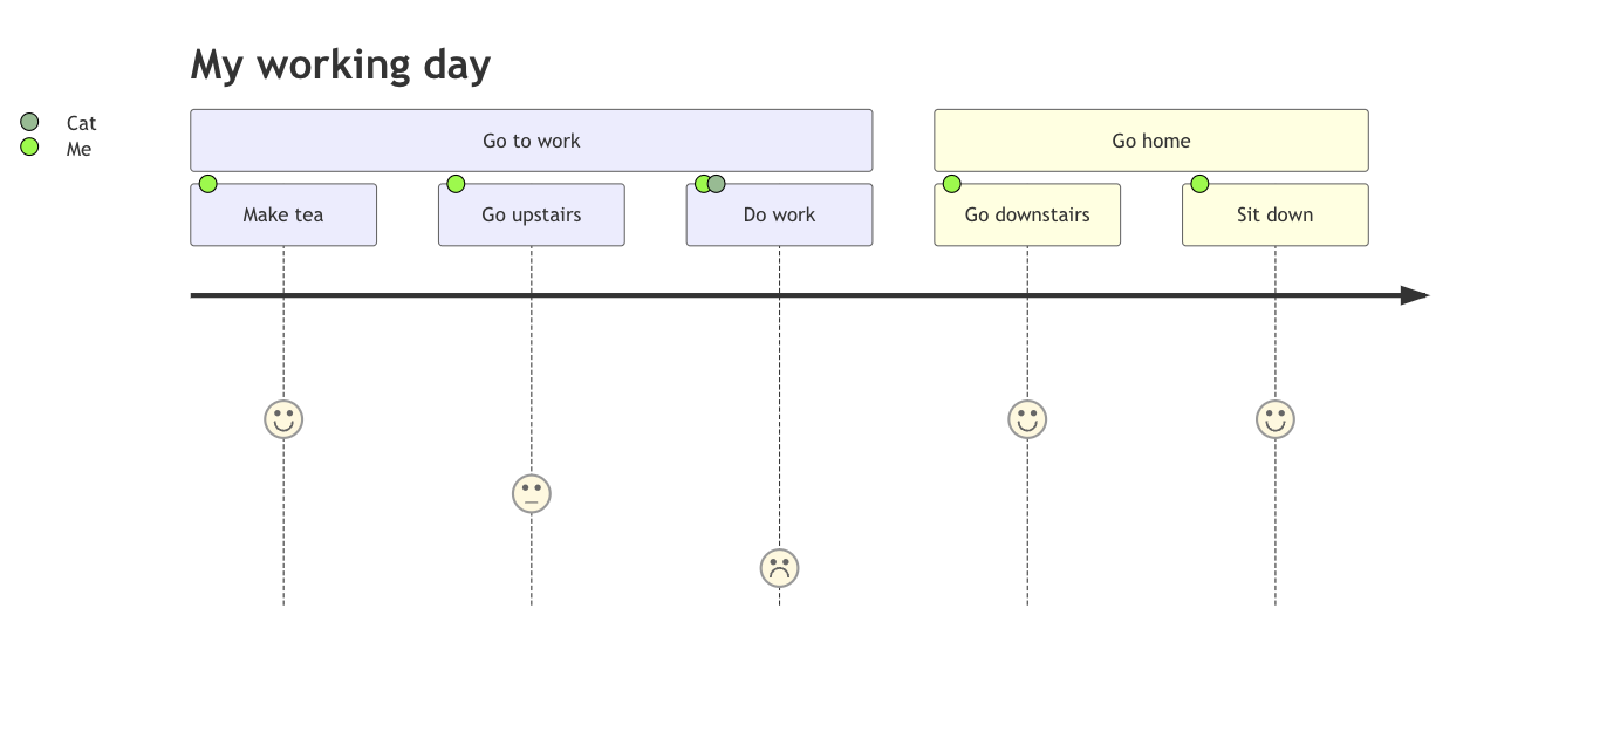 My working day
Cat
Me
Go to work
Go home
Make tea
Go upstairs
Do work
Go downstairs
Sit down